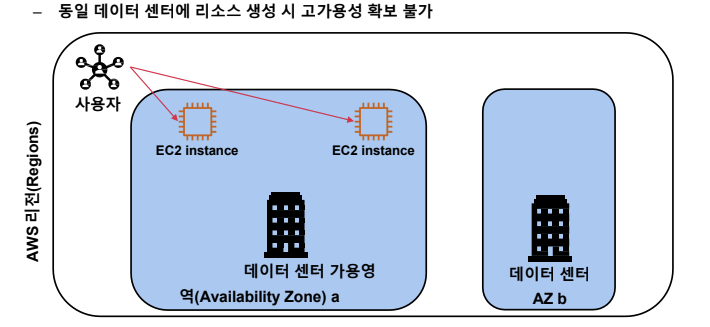 – 동일 데이터 센터에 리소스 생성 시 고가용성 확보 불가
사용자
EC2 instance
EC2 instance
AWS 리전(Regions)
데이터 센터 가용영
역(Availability Zone) a
데이터 센터
AZ b